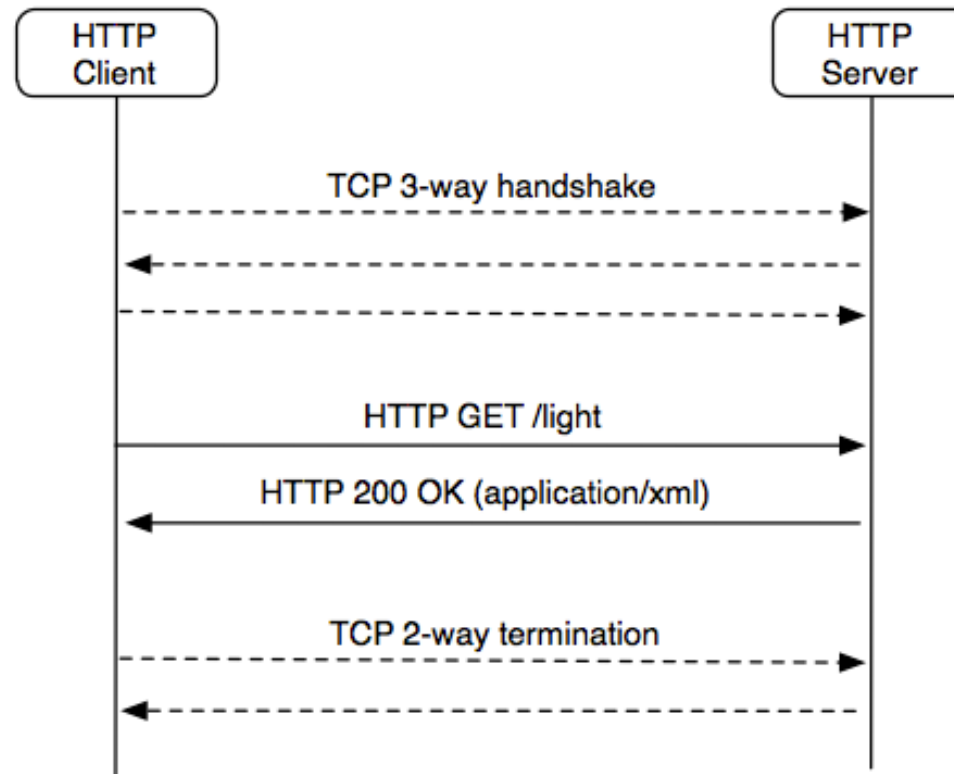 HTTP
Client
HTTP
Server
TCP 3-way handshake
HTTP GET /light
HTTP 200 OK (application/xml)
TCP 2-way termination